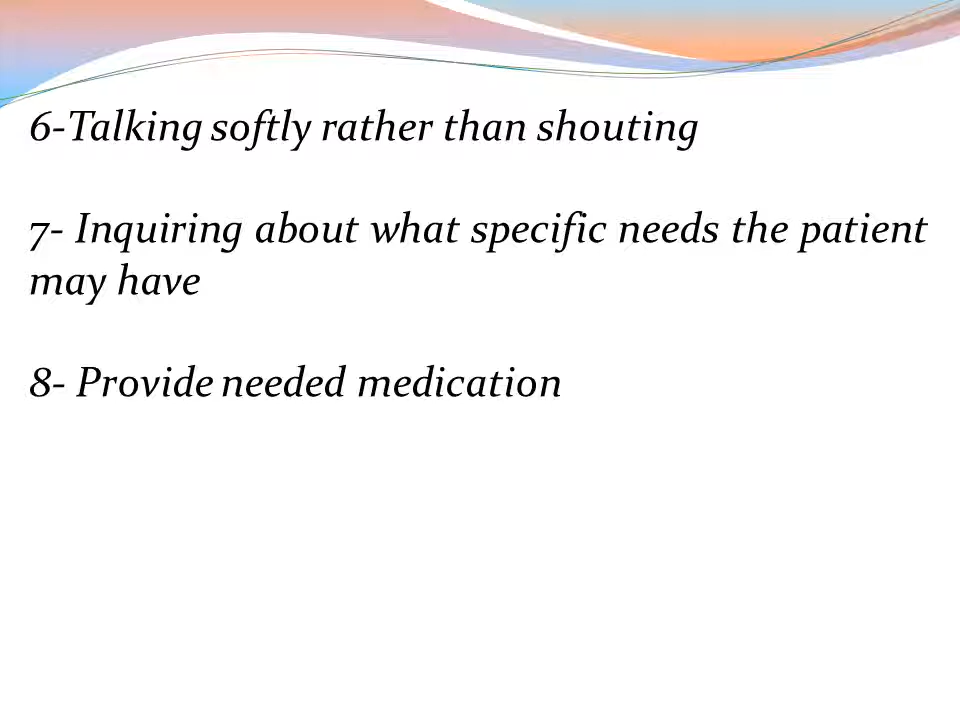 6-Talking softly rather than shouting
7- Inquiring about what specific needs the patient
may have
8- Provide needed medication